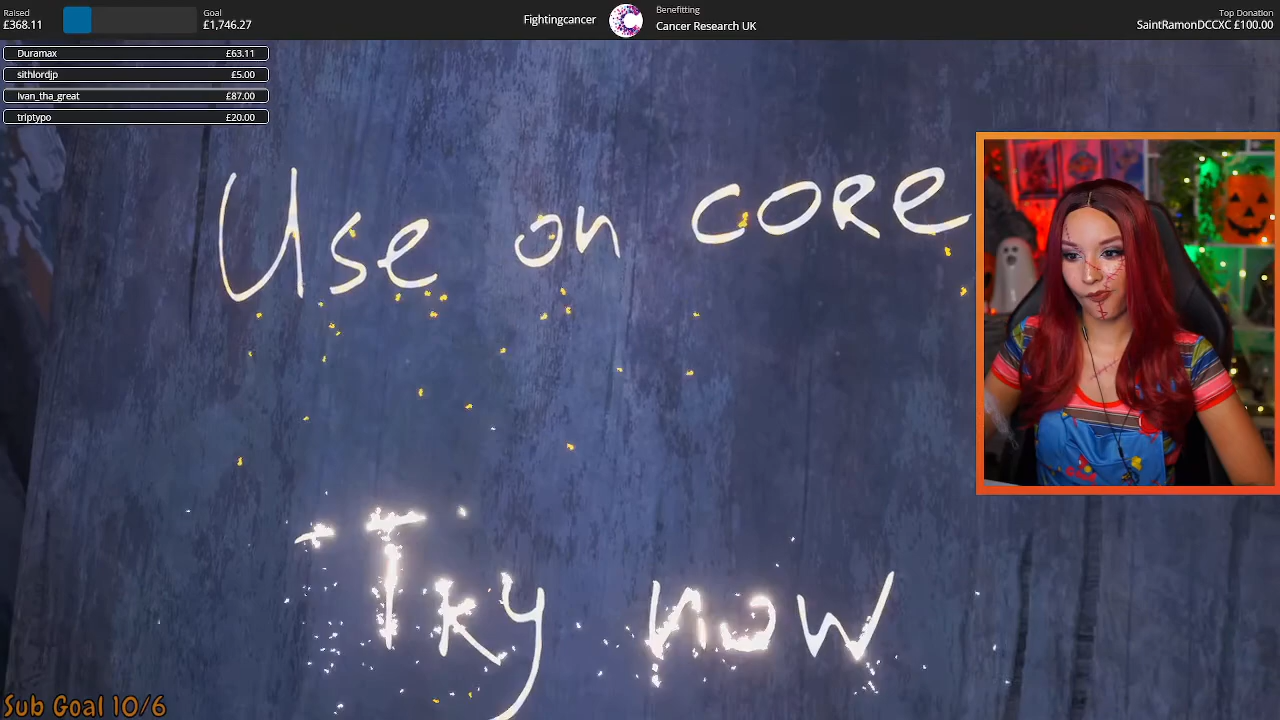 Raised
£368.11
Goal
£1,746.27
Fightingcancer
Benefitting
Cancer Research UK
Top Donation
SaintRamonDCCXC £100.00
Duramax £63.11
sithlordjp £5.00
Ivan_tha_great £87.00
triptypo £20.00
Use on core
Try now
Sub Goal 10/6